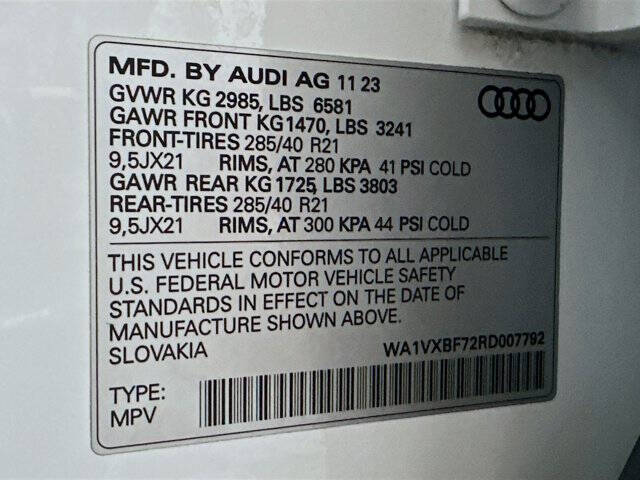 MFD. BY AUDI AG 11 23
GVWR KG 2985, LBS 6581
GAWR FRONT KG1470, LBS 3241
FRONT-TIRES 285/40 R21
9,5JX21 RIMS, AT 280 KPA 41 PSI COLD
GAWR REAR KG 1725, LBS 3803
REAR-TIRES 285/40 R21
9,5JX21 RIMS, AT 300 KPA 44 PSI COLD
THIS VEHICLE CONFORMS TO ALL APPLICABLE
U.S. FEDERAL MOTOR VEHICLE SAFETY
STANDARDS IN EFFECT ON THE DATE OF
MANUFACTURE SHOWN ABOVE.
SLOVAKIA WA1VXBF72RD007792
TYPE:
MPV